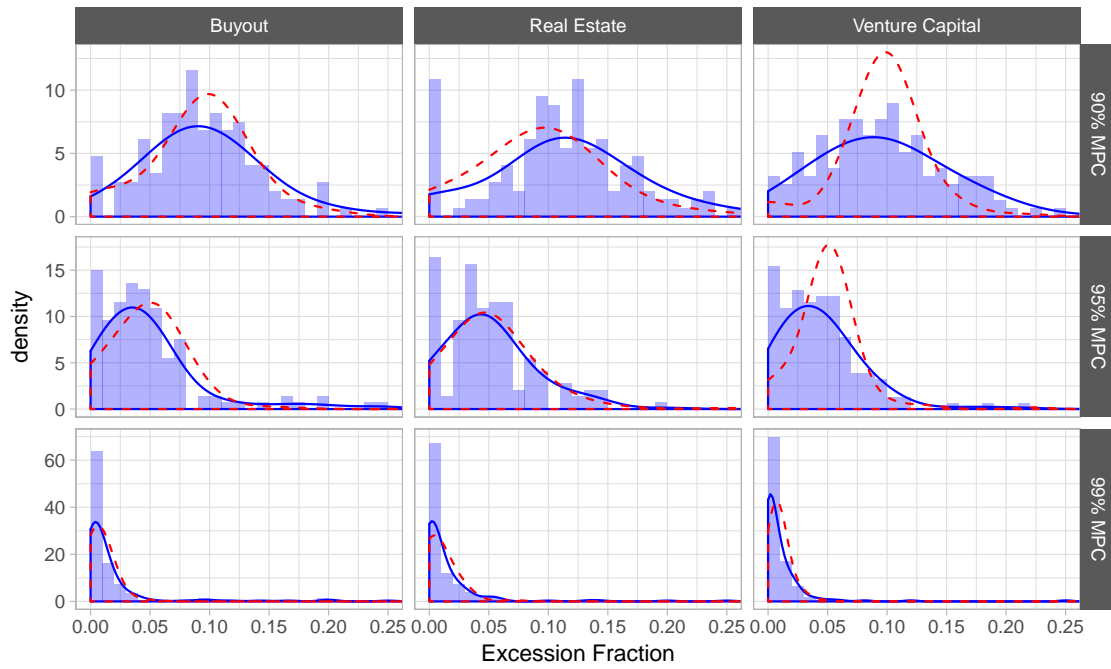 Buyout Real Estate Venture Capital
90% MPC
0 5 10
95% MPC
0 5 10 15
density
99% MPC
0 20 40 60
0.00 0.05 0.10 0.15 0.20 0.25 0.00 0.05 0.10 0.15 0.20 0.25 0.00 0.05 0.10 0.15 0.20 0.25
Excession Fraction